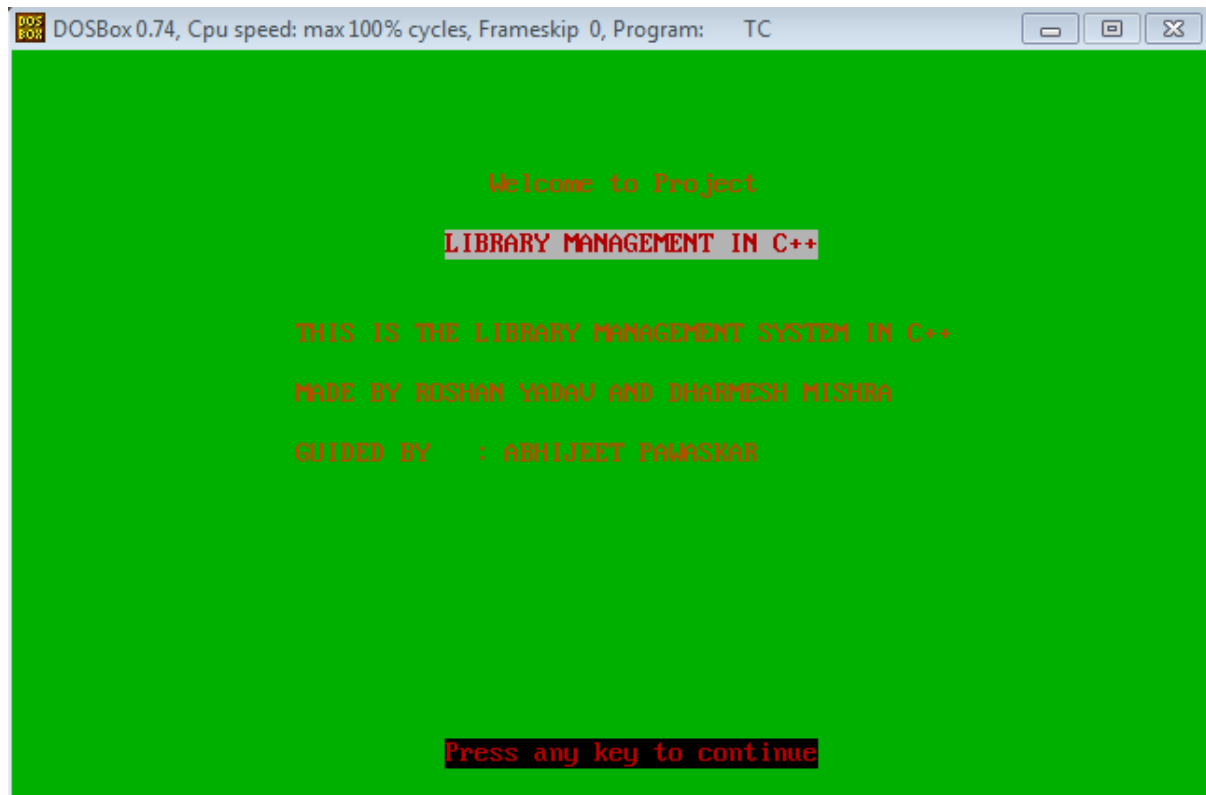 DOS BOX DOSBox 0.74, Cpu speed: max 100% cycles, Frameskip 0, Program: TC
Welcome to Project
LIBRARY MANAGEMENT IN C++
THIS IS THE LIBRARY MANAGEMENT SYSTEM IN C++
MADE BY ROSHAN YADAV AND DHARMESH MISHRA
GUIDED BY : ABHIJEET PAWASKAR
Press any key to continue